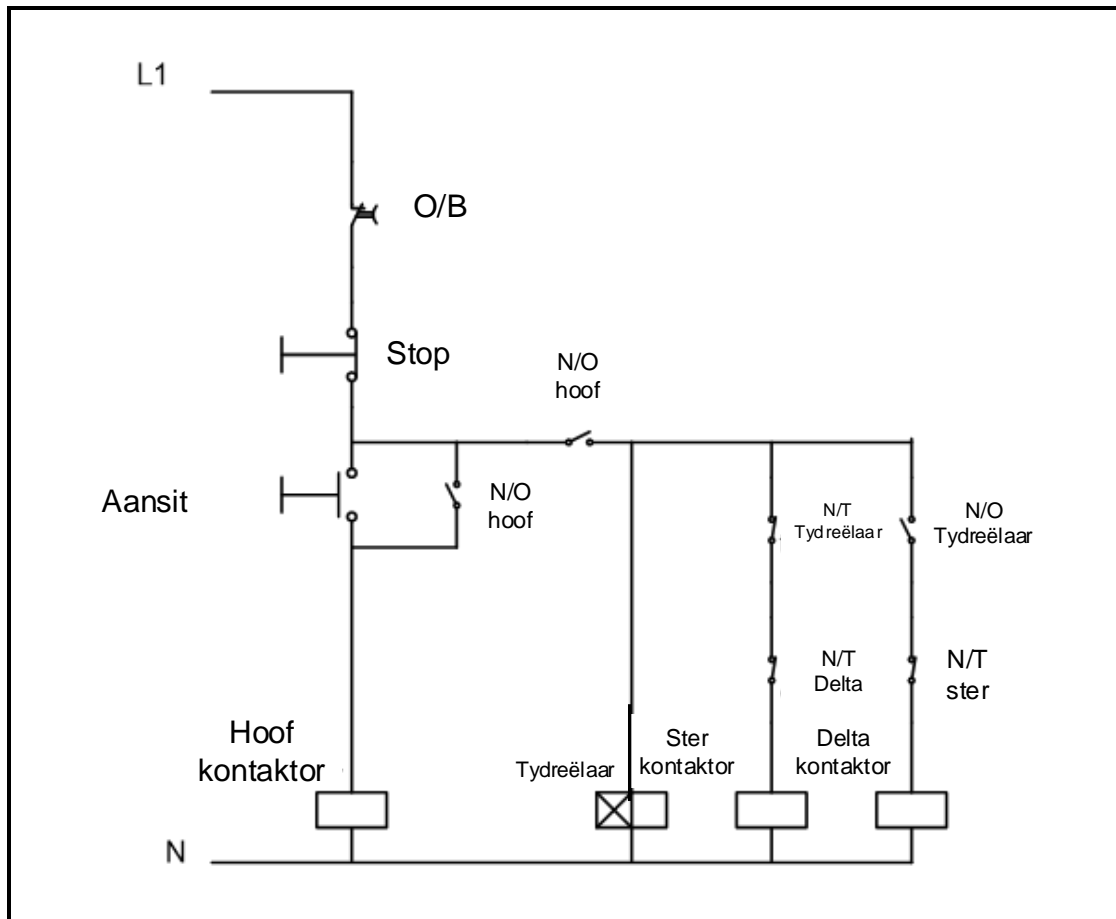 L1
O/B
Stop
N/O
hoof
Aansit
N/O
hoof
N/T
Tydreëlaar
N/O
Tydreëlaar
N/T
Delta
N/T
ster
Hoof
kontaktor
Tydreëlaar
Ster
kontaktor
Delta
kontaktor
N